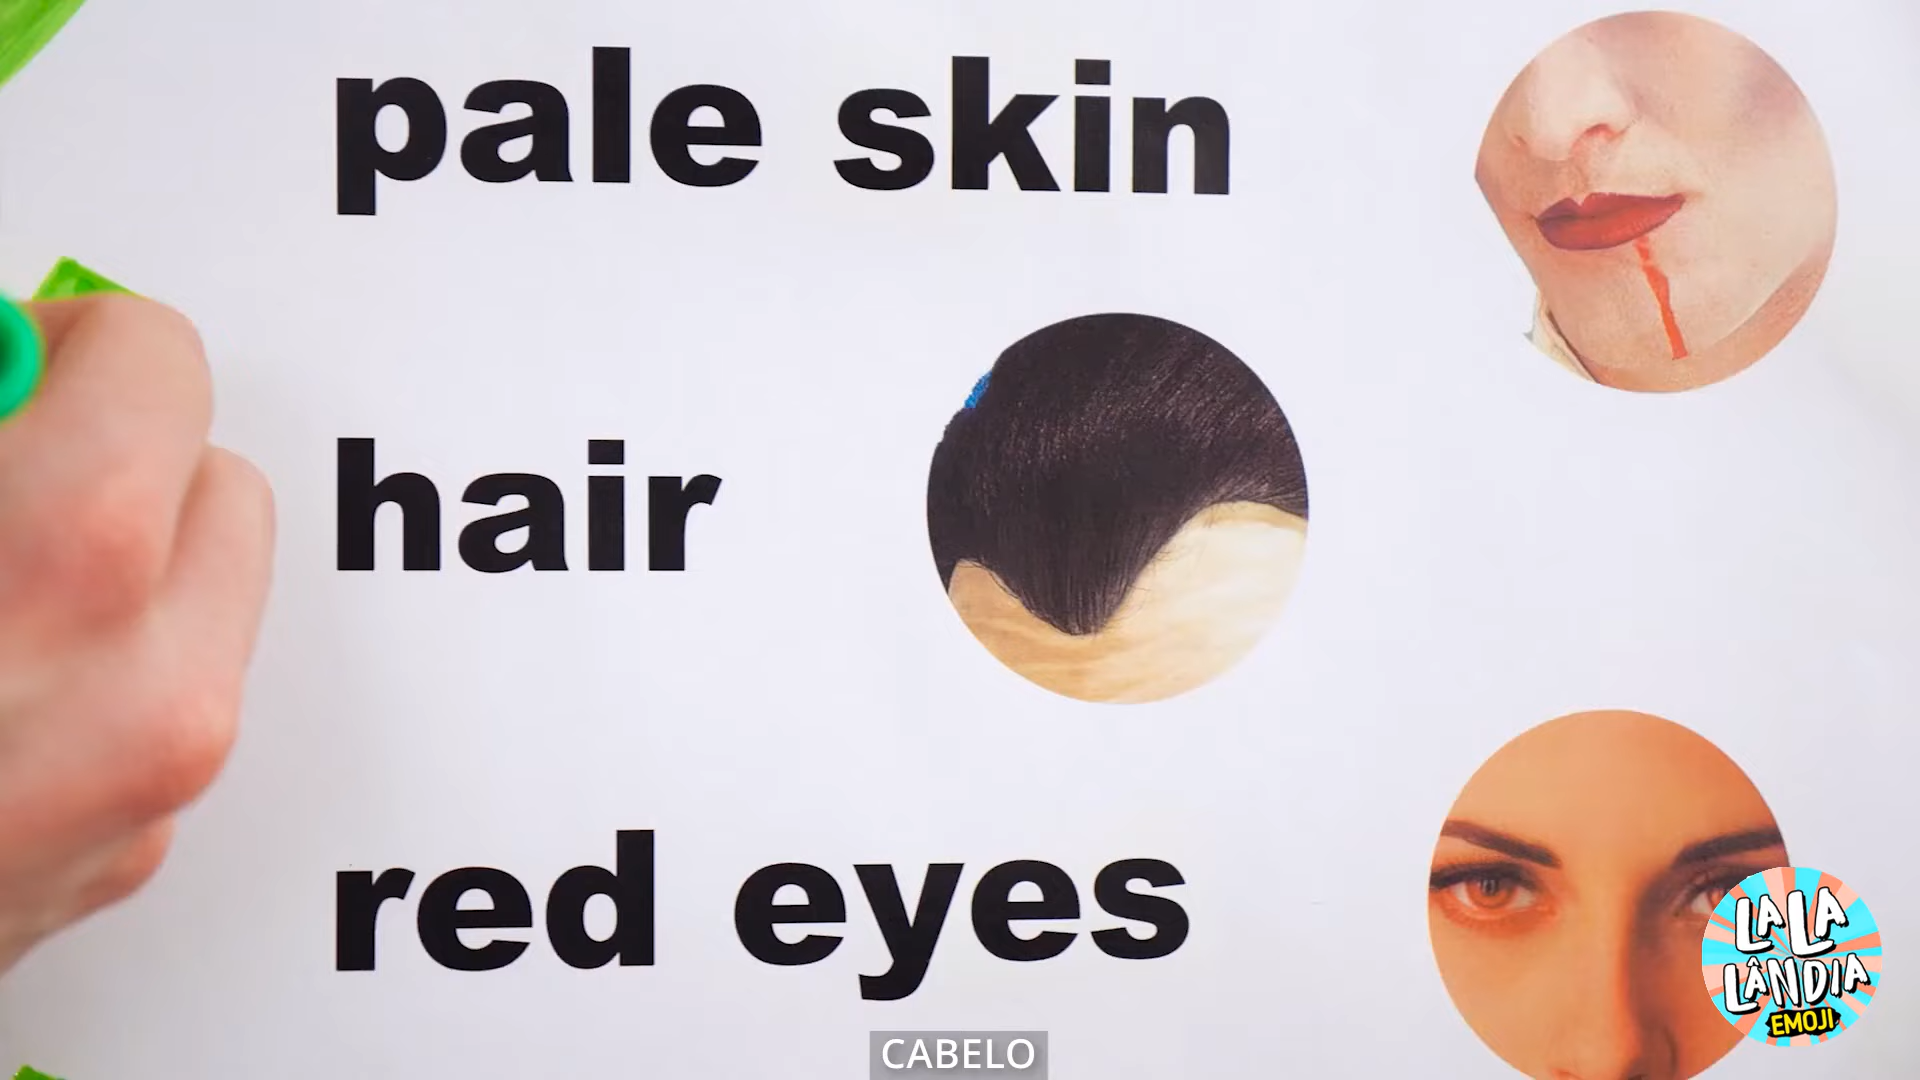 pale skin
hair
red eyes
LA LA
LÂNDIA
EMOJI
CABELO